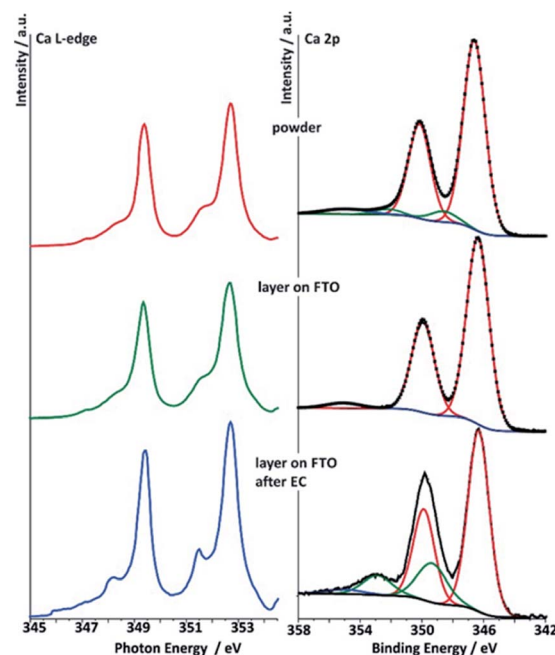 Intensity / a.u.
Ca L-edge
Intensity / a.u.
Ca 2p
powder
layer on FTO
layer on FTO
after EC
345 347 349 351 353
Photon Energy / eV
358 354 350 346 342
Binding Energy / eV